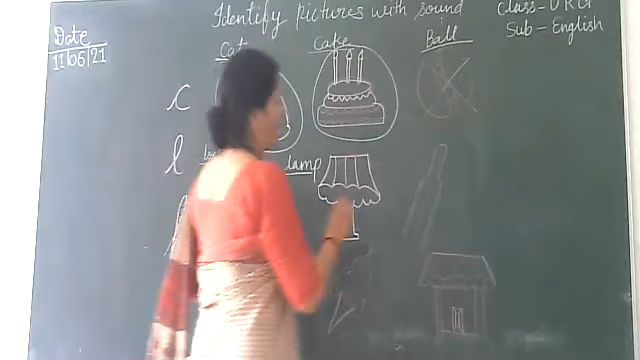 Identify pictures with sound
Class - UKG
Sub - English
Date
11/06/21
Cat
Cake
Ball
c
l
lamp